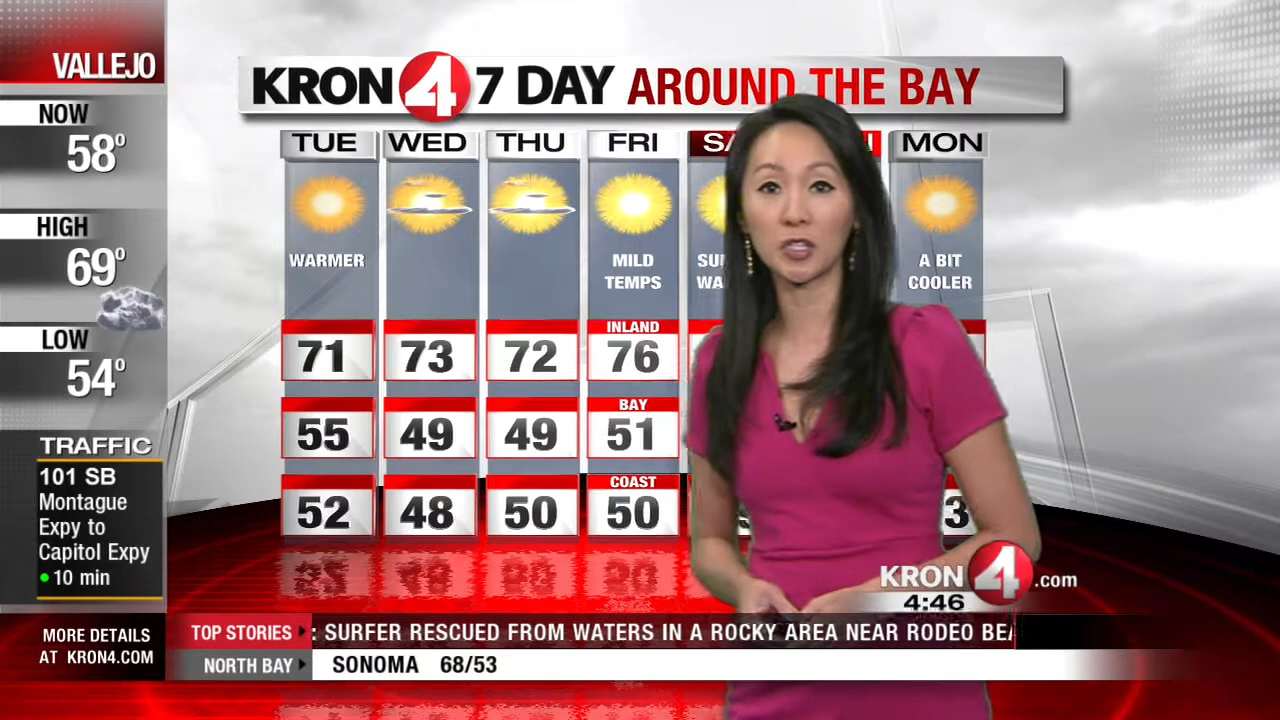 VALLEJO
NOW
58°
HIGH
69°
LOW
54°
TRAFFIC
101 SB
Montague
Expy to
Capitol Expy
10 min
MORE DETAILS
AT KRON4.COM
KRON 4 7 DAY AROUND THE BAY
TUE WED THU FRI MON
WARMER
MILD
TEMPS
A BIT
COOLER
INLAND
71 73 72 76
BAY
55 49 49 51
COAST
52 48 50 50
KRON 4 .com
4:46
TOP STORIES : SURFER RESCUED FROM WATERS IN A ROCKY AREA NEAR RODEO
NORTH BAY SONOMA 68/53